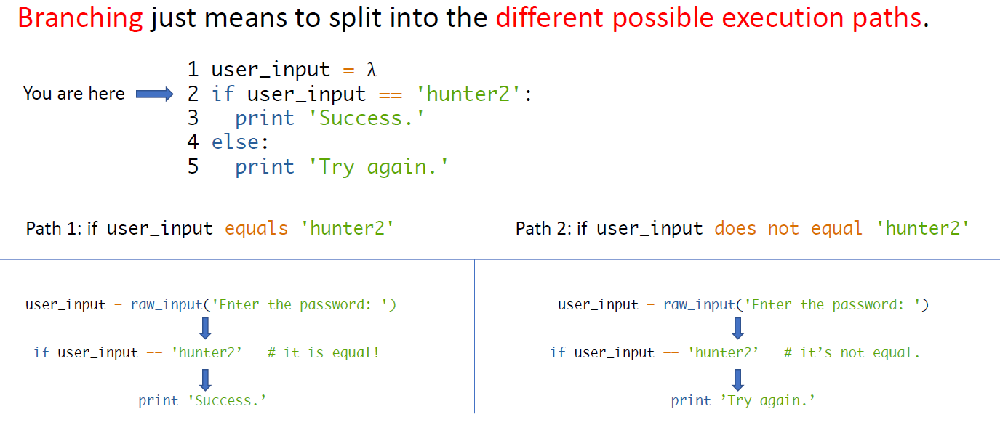 Branching just means to split into the different possible execution paths.
1 user_input = λ
You are here 2 if user_input == 'hunter2':
3 print 'Success.'
4 else:
5 print 'Try again.'
Path 1: if user_input equals 'hunter2'
Path 2: if user_input does not equal 'hunter2'
user_input = raw_input('Enter the password: ')
if user_input == 'hunter2’ # it is equal!
print 'Success.’
user_input = raw_input('Enter the password: ')
if user_input == 'hunter2’ # it’s not equal.
print ’Try again.’